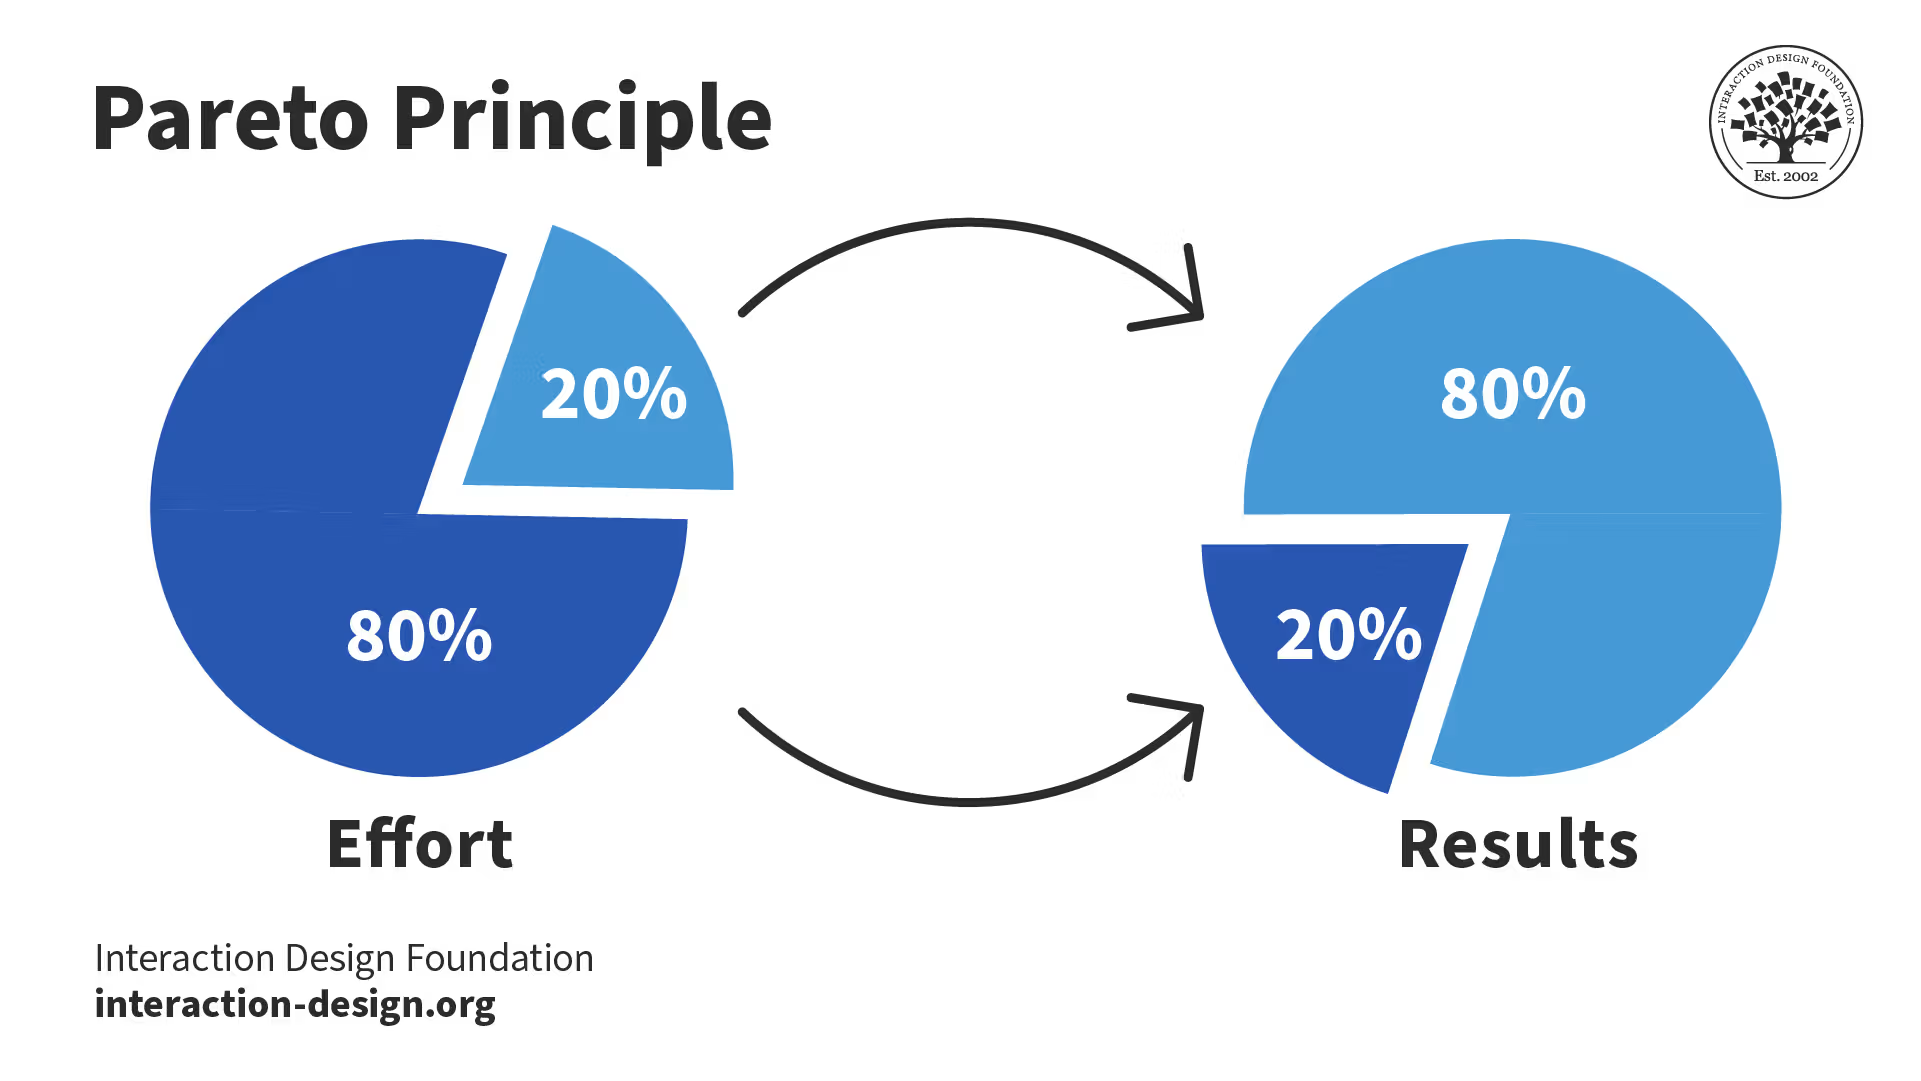 Pareto Principle
INTERACTION DESIGN FOUNDATION
Est. 2002
20%
80%
80%
20%
Effort
Results
Interaction Design Foundation
interaction-design.org